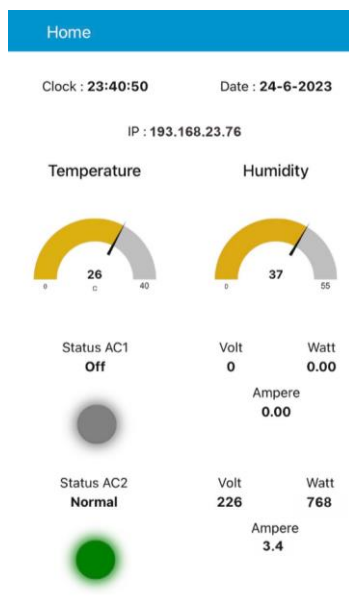 Home
Clock : 23:40:50 Date : 24-6-2023
IP : 193.168.23.76
Temperature Humidity
26 37
0 C 40 0 55
Status AC1 Volt Watt
Off 0 0.00
Ampere
0.00
Status AC2 Volt Watt
Normal 226 768
Ampere
3.4